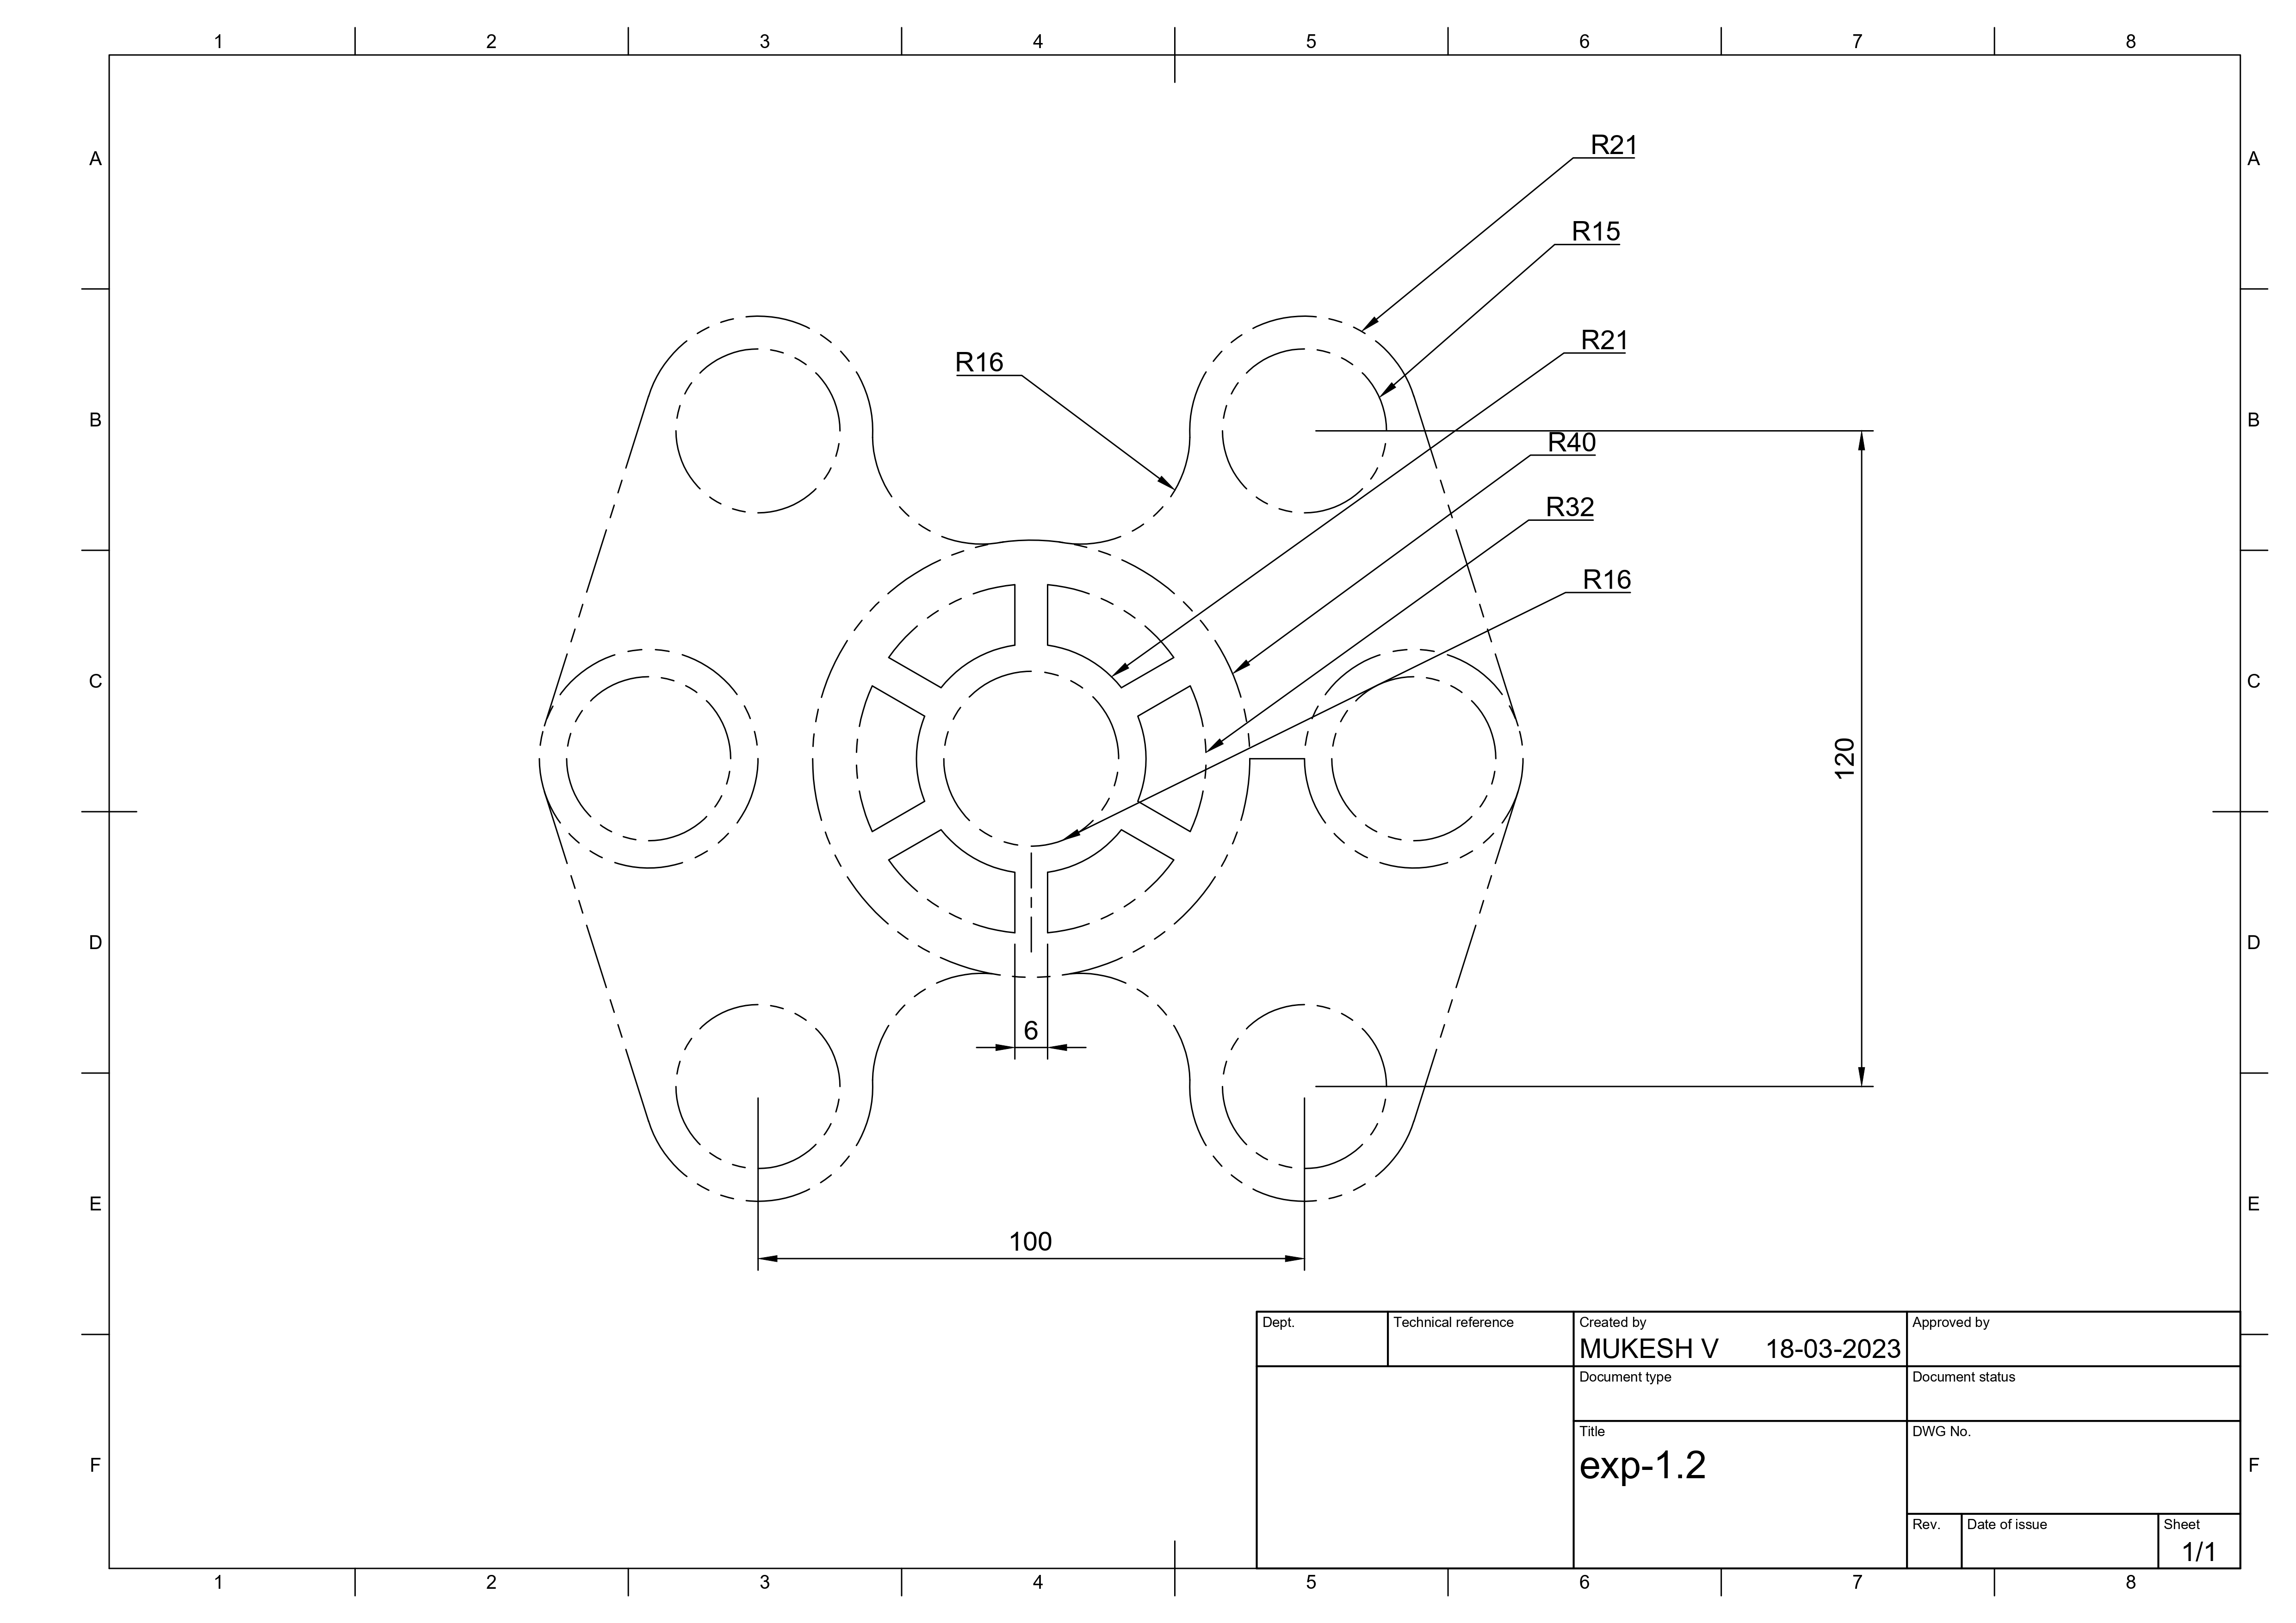 1 2 3 4 5 6 7 8
A A
R21
R15
R21
R16
B B
R40
R32
R16
C C
120
D D
6
E E
100
Dept. Technical reference Created by Approved by
MUKESH V 18-03-2023
Document type Document status
Title DWG No.
exp-1.2
F F
Rev. Date of issue Sheet
1/1
1 2 3 4 5 6 7 8